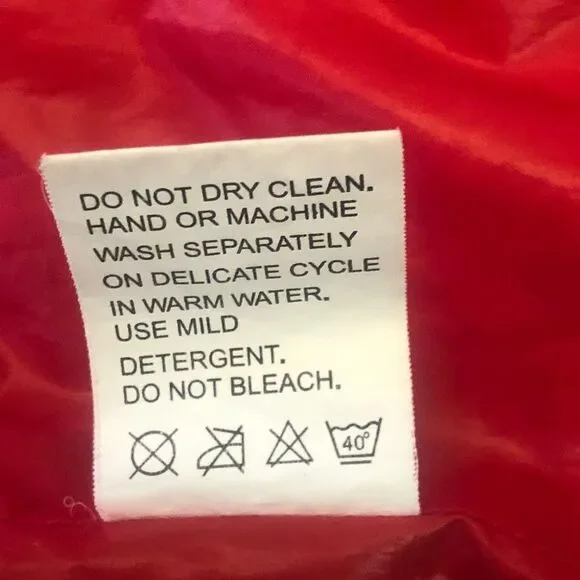 DO NOT DRY CLEAN.
HAND OR MACHINE
WASH SEPARATELY
ON DELICATE CYCLE
IN WARM WATER.
USE MILD
DETERGENT.
DO NOT BLEACH.
40°